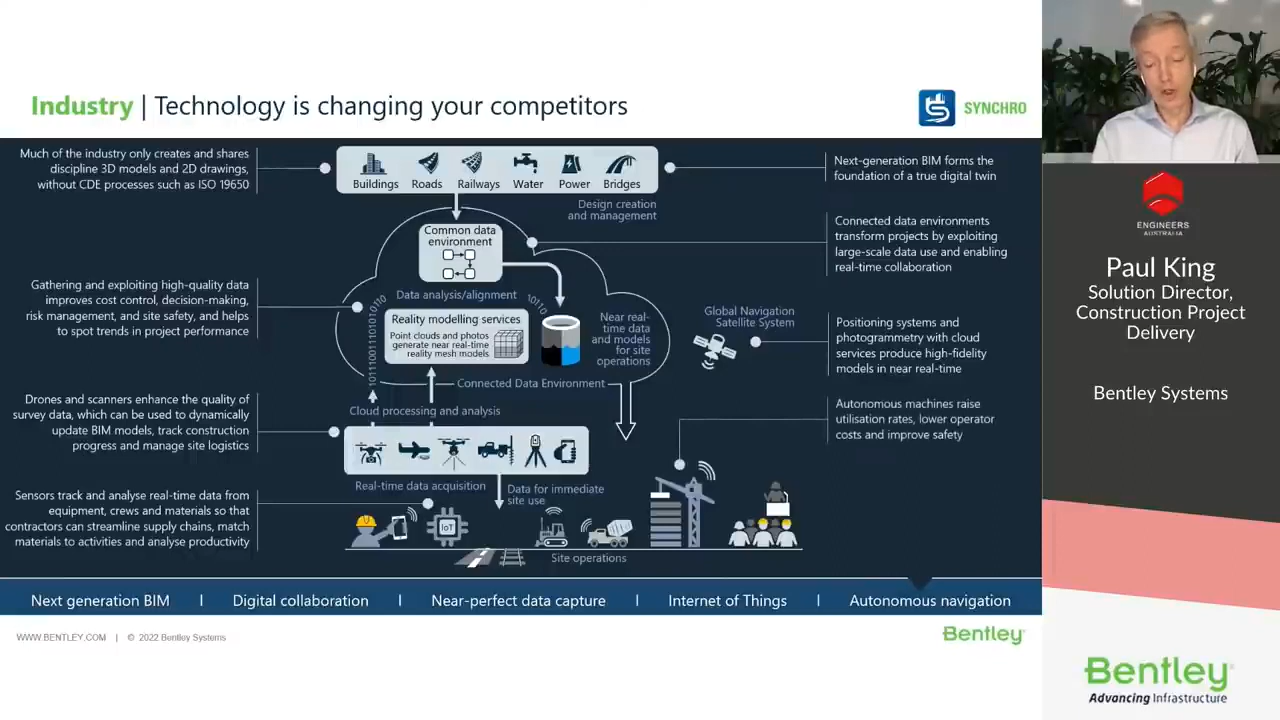 Industry | Technology is changing your competitors
SYNCHRO
Much of the industry only creates and shares
discipline 3D models and 2D drawings,
without CDE processes such as ISO 19650
Buildings
Roads
Railways
Water
Power
Bridges
Next-generation BIM forms the
foundation of a true digital twin
Design creation
and management
Common data
environment
Connected data environments
transform projects by exploiting
large-scale data use and enabling
real-time collaboration
Gathering and exploiting high-quality data
improves cost control, decision-making,
risk management, and site safety, and helps
to spot trends in project performance
Data analysis/alignment
10110
1011100111010110110
Reality modelling services
Point clouds and photos
generate near real-time
reality mesh models
Near real-
time data
and models
for site
operations
Global Navigation
Satellite System
Positioning systems and
photogrammetry with cloud
services produce high-fidelity
models in near real-time
Connected Data Environment
Drones and scanners enhance the quality of
survey data, which can be used to dynamically
update BIM models, track construction
progress and manage site logistics
Cloud processing and analysis
Autonomous machines raise
utilisation rates, lower operator
costs and improve safety
Real-time data acquisition
Data for immediate
site use
Sensors track and analyse real-time data from
equipment, crews and materials so that
contractors can streamline supply chains, match
materials to activities and analyse productivity
IoT
Site operations
Next generation BIM | Digital collaboration | Near-perfect data capture | Internet of Things | Autonomous navigation
WWW.BENTLEY.COM | © 2022 Bentley Systems
Bentley
ENGINEERS
AUSTRALIA
Paul King
Solution Director,
Construction Project
Delivery
Bentley Systems
Bentley
Advancing Infrastructure